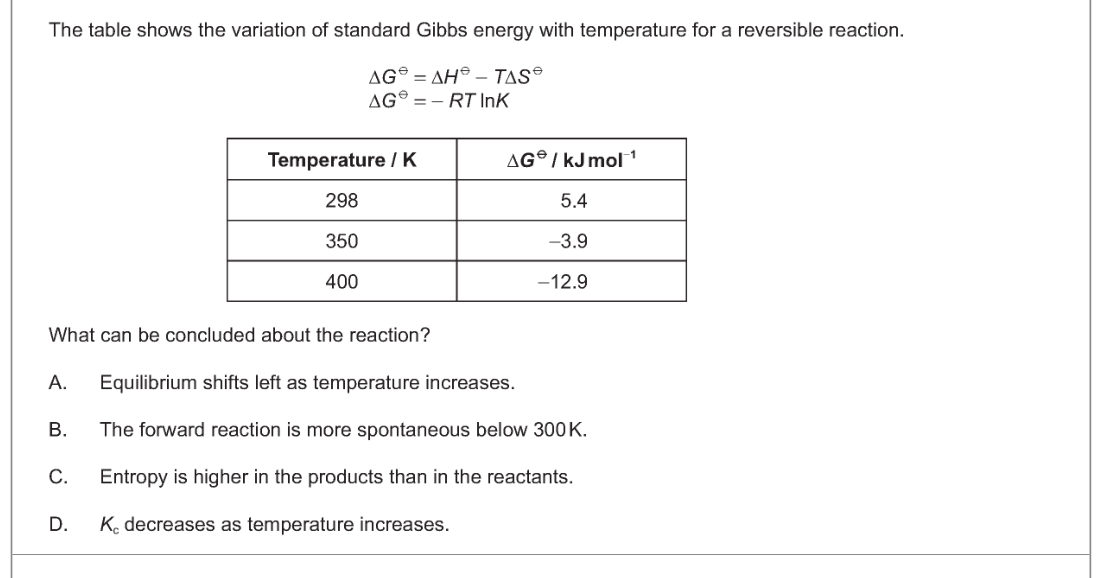 The table shows the variation of standard Gibbs energy with temperature for a reversible reaction.
ΔG⦵ = ΔH⦵ – TΔS⦵
ΔG⦵ = – RT lnK
Temperature / K ΔG⦵ / kJ mol⁻¹
298 5.4
350 –3.9
400 –12.9
What can be concluded about the reaction?
A. Equilibrium shifts left as temperature increases.
B. The forward reaction is more spontaneous below 300 K.
C. Entropy is higher in the products than in the reactants.
D. Kc decreases as temperature increases.